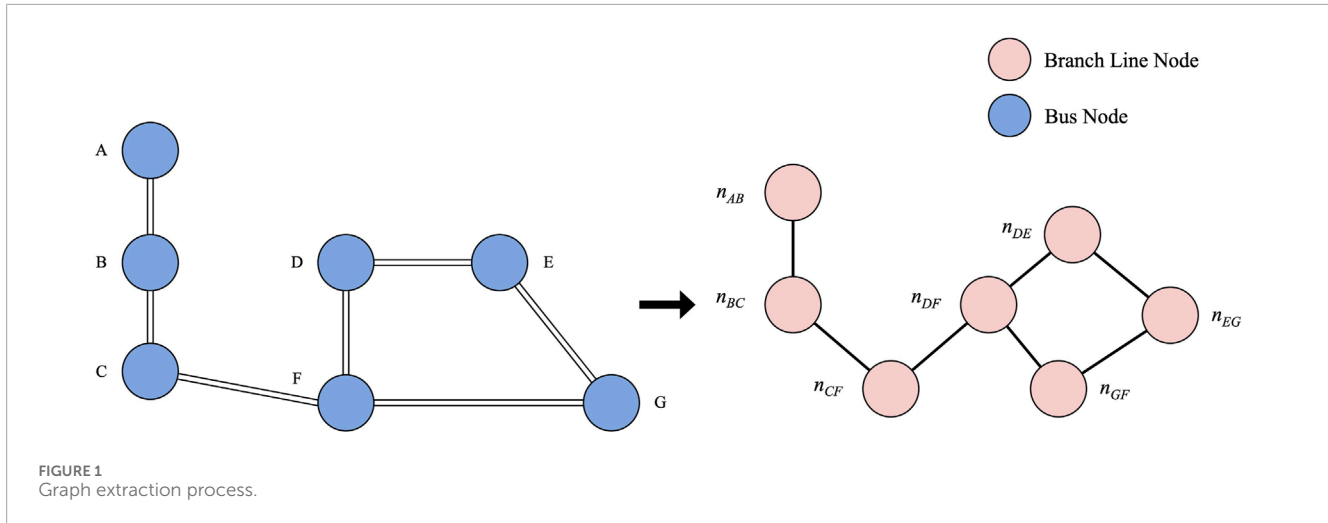 Branch Line Node
Bus Node
A
B
C
D
E
F
G
n_AB
n_BC
n_CF
n_DF
n_DE
n_EG
n_GF
FIGURE 1
Graph extraction process.